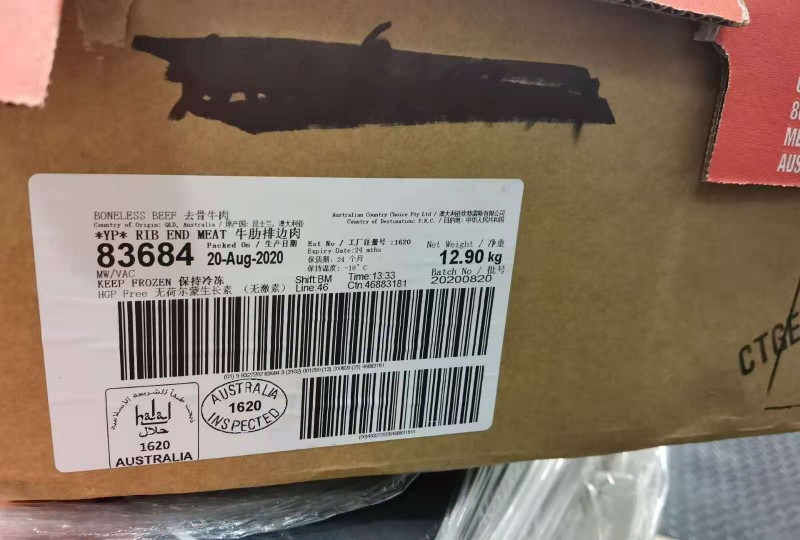 BONELESS BEEF 去骨牛肉
Country of Origin: QLD, Australia / 原产国: 昆士兰, 澳大利亚
*YP* RIB END MEAT 牛肋排边肉
83684 Packed On / 生产日期
20-Aug-2020
MW/VAC
KEEP FROZEN 保持冷冻
HGP Free 无荷尔蒙生长素 (无激素)
Australian Country Choice Pty Ltd /
Country of Destination: P.R.C. / 目的地: 中华人民共和国
Est No / 工厂注册号 :1620
Expiry Date: 24 mths
保质期: 24 个月
保持温度: -18°C
Shift:BM Time:13:33
Line:46 Ctn:46883181
Net Weight / 净重
12.90 kg
Batch No / 批号
20200820
halal
حلال
1620
AUSTRALIA
AUSTRALIA
1620
INSPECTED
AUS